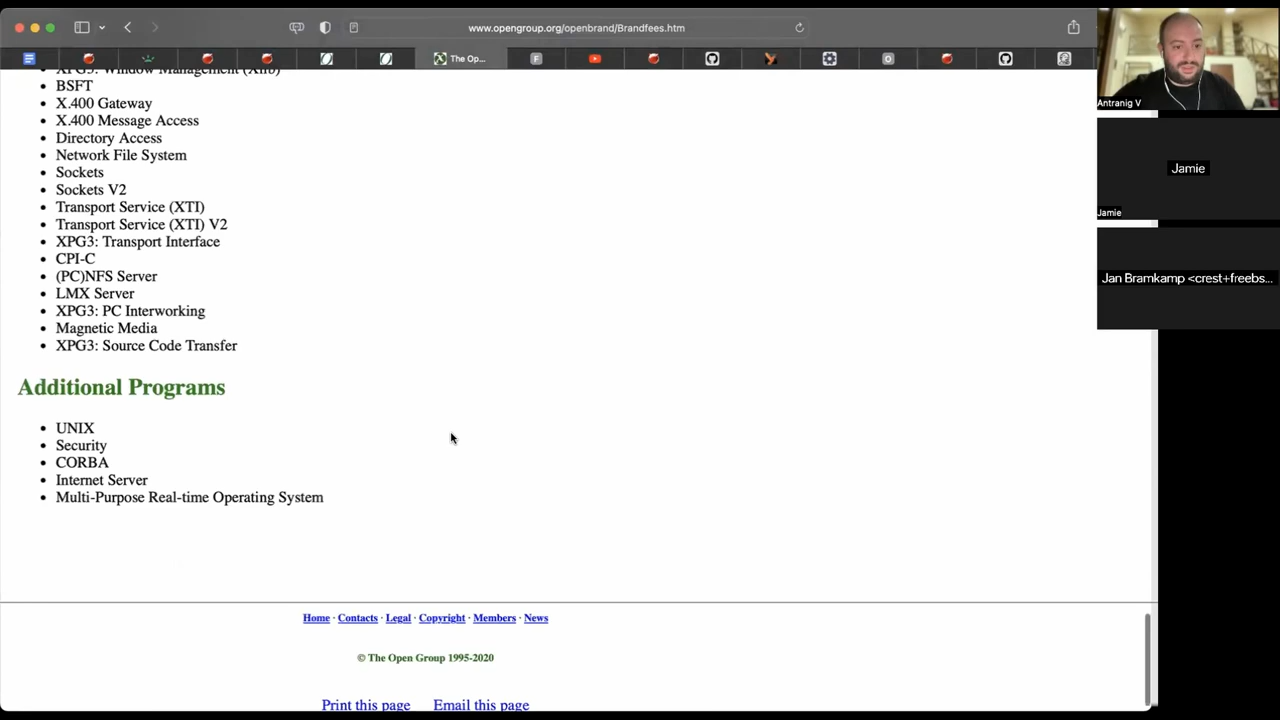 www.opengroup.org/openbrand/Brandfees.htm
The Op...
XPG3: Window Management (Xlib)
BSFT
X.400 Gateway
X.400 Message Access
Directory Access
Network File System
Sockets
Sockets V2
Transport Service (XTI)
Transport Service (XTI) V2
XPG3: Transport Interface
CPI-C
(PC)NFS Server
LMX Server
XPG3: PC Interworking
Magnetic Media
XPG3: Source Code Transfer
Additional Programs
UNIX
Security
CORBA
Internet Server
Multi-Purpose Real-time Operating System
Home · Contacts · Legal · Copyright · Members · News
© The Open Group 1995-2020
Print this page Email this page
Antranig V
Jamie
Jamie
Jan Bramkamp <crest+freebs...